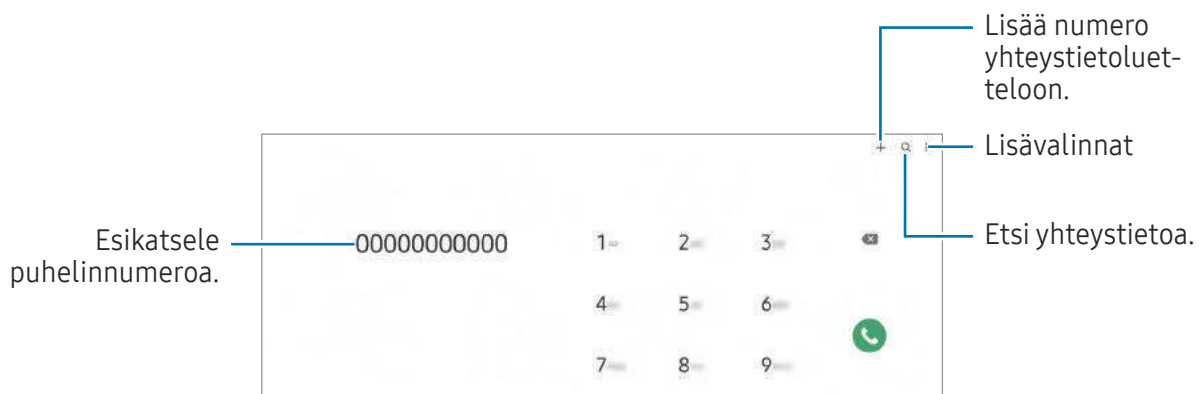 Lisää numero
yhteystietoluet-
teloon.
Lisävalinnat
Esikatsele
puhelinnumeroa.
00000000000
1 2 3
Etsi yhteystietoa.
4 5 6
7 8 9